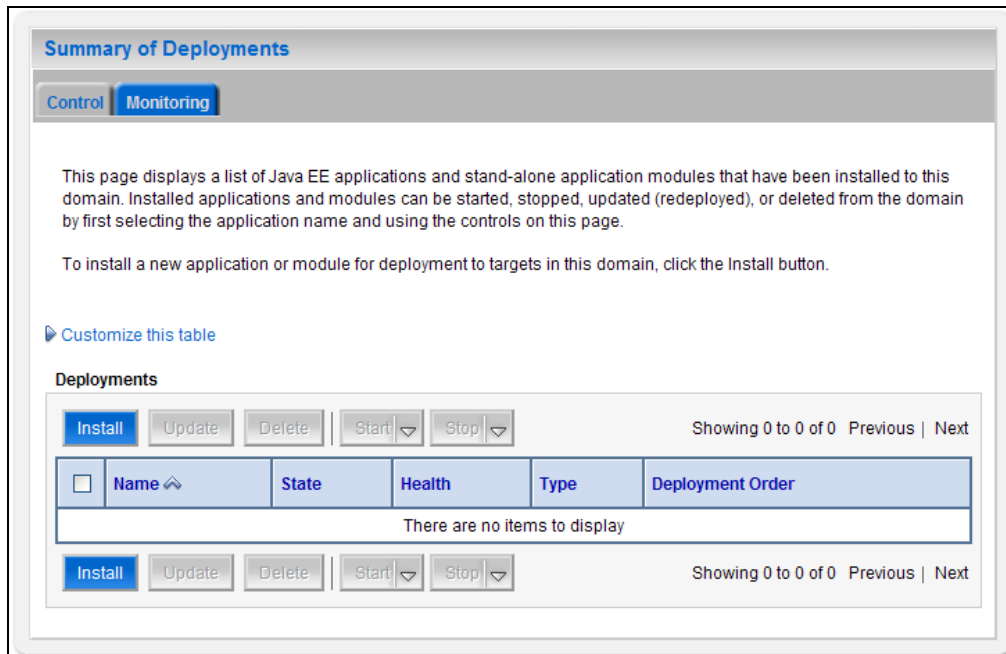 Summary of Deployments
Control Monitoring
This page displays a list of Java EE applications and stand-alone application modules that have been installed to this
domain. Installed applications and modules can be started, stopped, updated (redeployed), or deleted from the domain
by first selecting the application name and using the controls on this page.
To install a new application or module for deployment to targets in this domain, click the Install button.
Customize this table
Deployments
Install Update Delete Start Stop Showing 0 to 0 of 0 Previous | Next
Name State Health Type Deployment Order
There are no items to display
Install Update Delete Start Stop Showing 0 to 0 of 0 Previous | Next